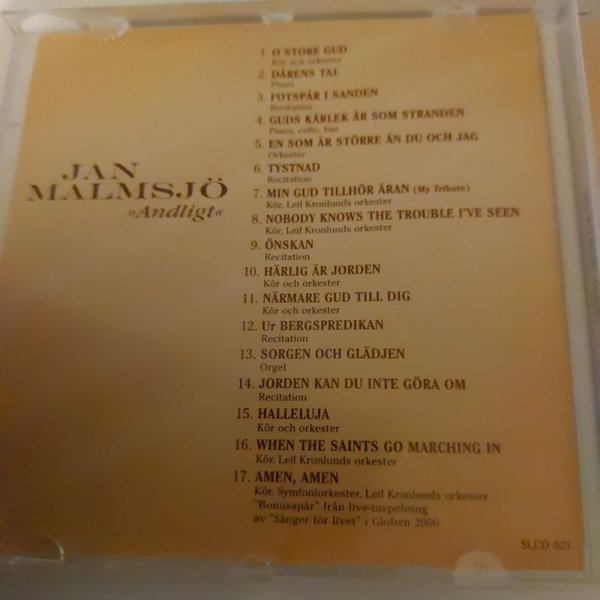 JAN
MALMSJÖ
»Andligt«
1. O STORE GUD
Kör och orkester
2. DÅRENS TAL
Piano
3. FOTSPÅR I SANDEN
Recitation
4. GUDS KÄRLEK ÄR SOM STRANDEN
Piano, cello, bas
5. EN SOM ÄR STÖRRE ÄN DU OCH JAG
Orkester
6. TYSTNAD
Recitation
7. MIN GUD TILLHÖR ÄRAN (My Tribute)
Kör, Leif Kronlunds orkester
8. NOBODY KNOWS THE TROUBLE I'VE SEEN
Kör, Leif Kronlunds orkester
9. ÖNSKAN
Recitation
10. HÄRLIG ÄR JORDEN
Kör och orkester
11. NÄRMARE GUD TILL DIG
Kör och orkester
12. Ur BERGSPREDIKAN
Recitation
13. SORGEN OCH GLÄDJEN
Orgel
14. JORDEN KAN DU INTE GÖRA OM
Recitation
15. HALLELUJA
Kör och orkester
16. WHEN THE SAINTS GO MARCHING IN
Kör, Leif Kronlunds orkester
17. AMEN, AMEN
Kör, Symfoniorkester, Leif Kronlunds orkester
"Bonusspår" från live-inspelning
av "Sånger för livet" i Globen 2000
SLCD 021